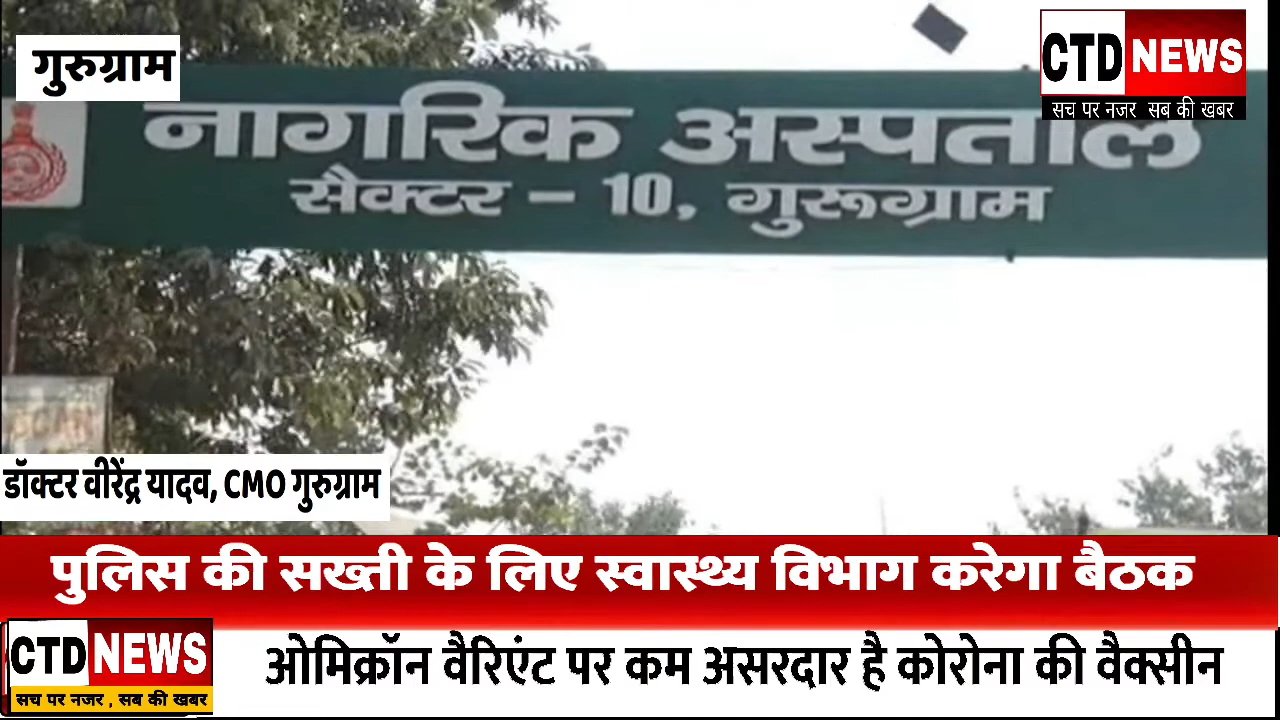 गुरुग्राम
CTD NEWS
सच पर नजर सब की खबर
नागरिक अस्पताल
सैक्टर – 10, गुरूग्राम
डॉक्टर वीरेंद्र यादव, CMO गुरुग्राम
पुलिस की सख्ती के लिए स्वास्थ्य विभाग करेगा बैठक
CTD NEWS
सच पर नजर , सब की खबर
ओमिक्रॉन वैरिएंट पर कम असरदार है कोरोना की वैक्सीन